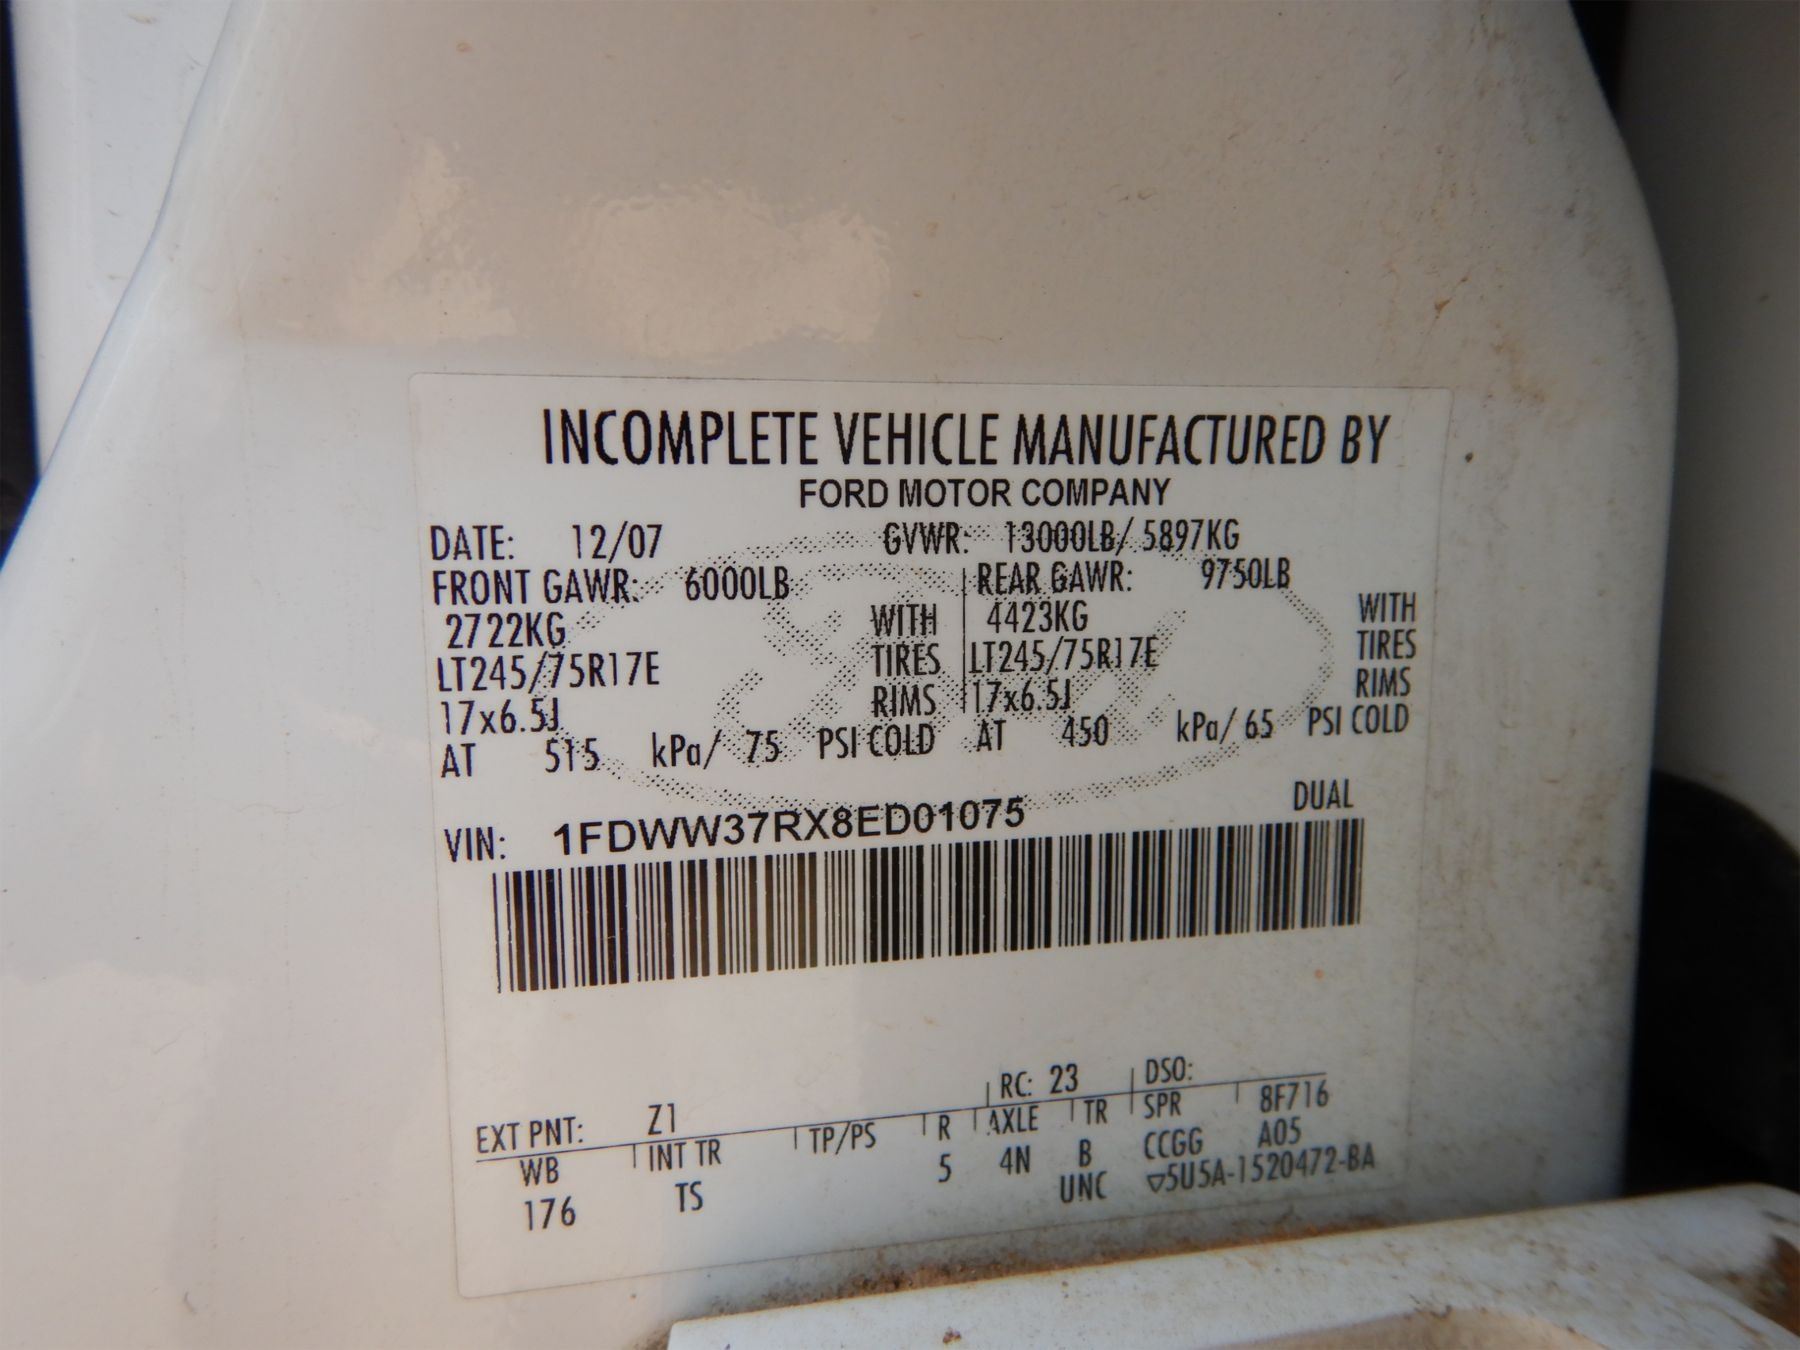 INCOMPLETE VEHICLE MANUFACTURED BY
FORD MOTOR COMPANY
DATE: 12/07 GVWR: 13000LB/ 5897KG
FRONT GAWR: 6000LB REAR GAWR: 9750LB
2722KG WITH 4423KG WITH
LT245/75R17E TIRES LT245/75R17E TIRES
17x6.5J RIMS 17x6.5J RIMS
AT 515 kPa/ 75 PSI COLD AT 450 kPa/ 65 PSI COLD
VIN: 1FDWW37RX8ED01075 DUAL
RC: 23 DSO:
EXT PNT: Z1 8F716
WB INT TR TP/PS R AXLE TR SPR A05
176 TS 5 4N B CCGG
UNC ▽5U5A-1520472-BA